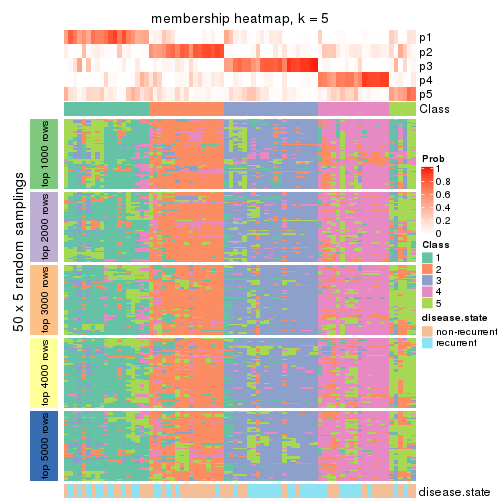 membership heatmap, k = 5
p1
p2
p3
p4
p5
Class
50 x 5 random samplings
top 1000 rows
top 2000 rows
top 3000 rows
top 4000 rows
top 5000 rows
Prob
1
0.8
0.6
0.4
0.2
0
Class
1
2
3
4
5
disease.state
non-recurrent
recurrent
disease.state